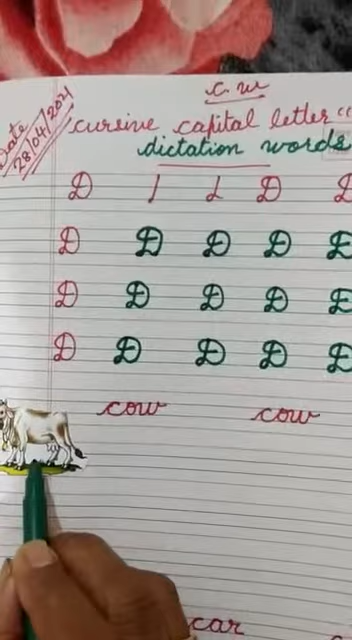 C.W
Date
28/04/2021
"cursive capital letter"
dictation words
D D D
D D D D D
D D D D D
D D D D D
cow cow
car